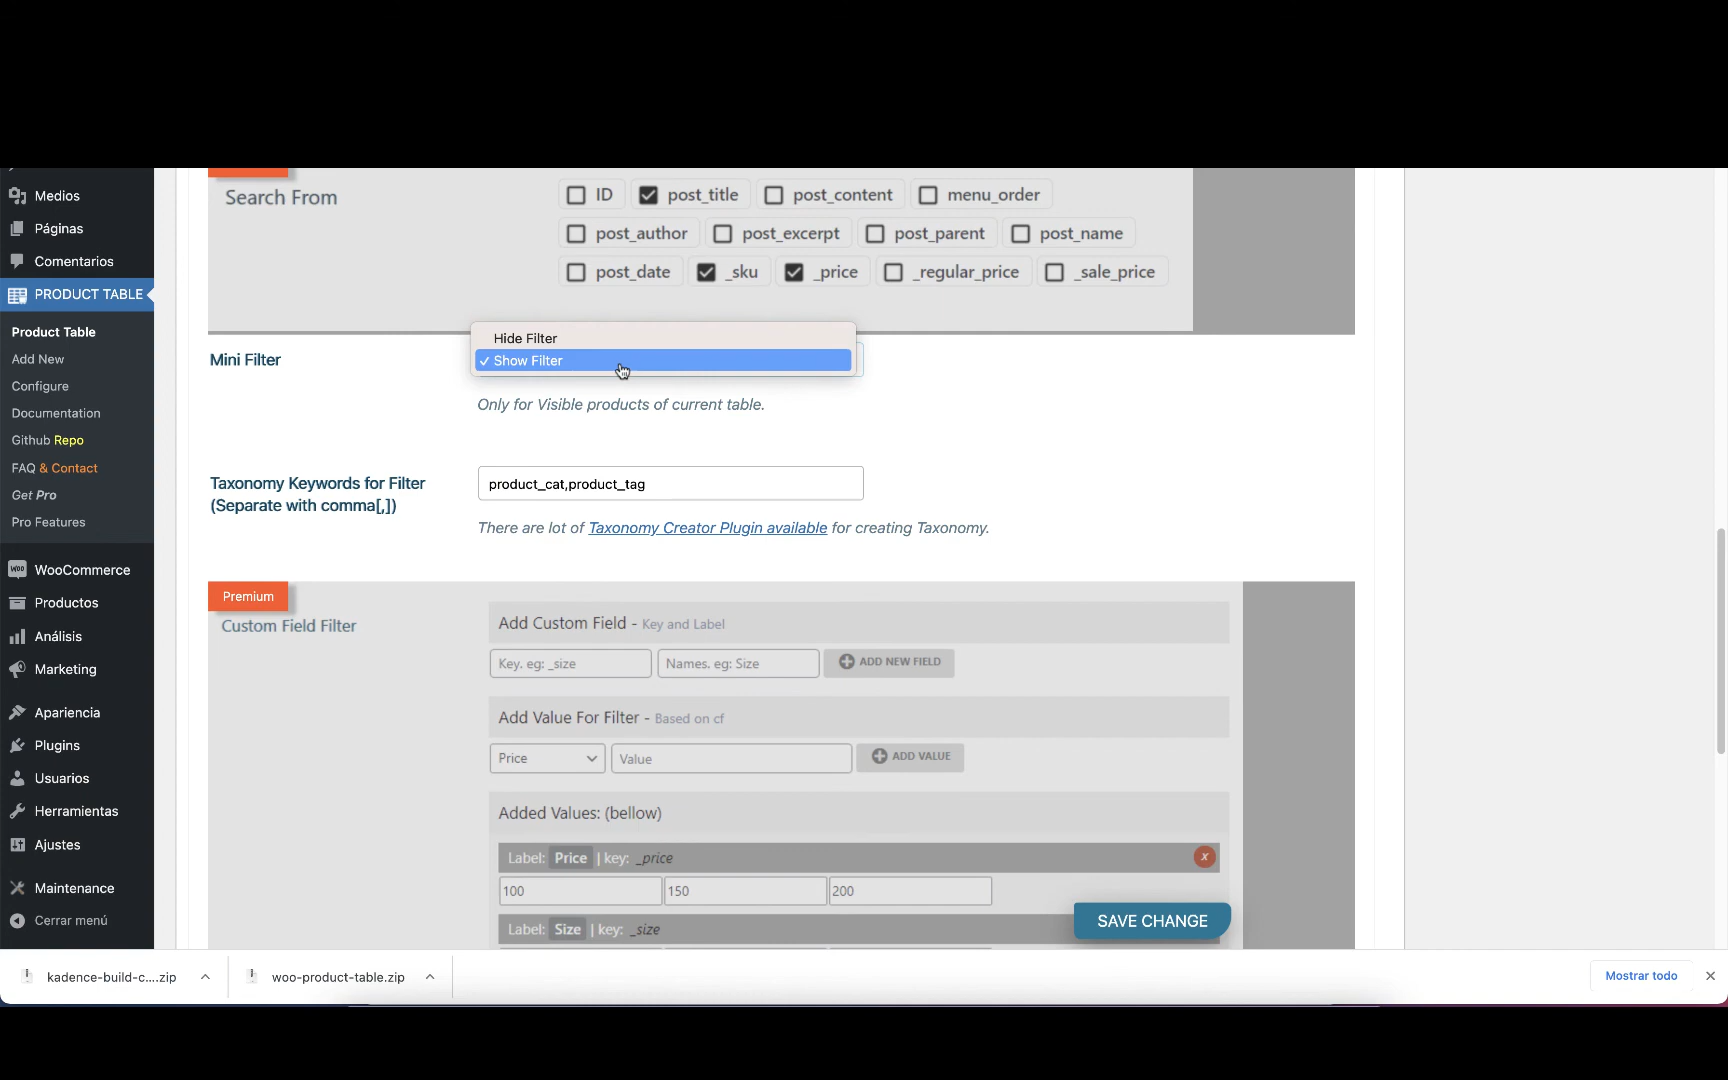 Medios
Páginas
Comentarios
PRODUCT TABLE
Product Table
Add New
Configure
Documentation
Github Repo
FAQ & Contact
Get Pro
Pro Features
WooCommerce
Productos
Análisis
Marketing
Apariencia
Plugins
Usuarios
Herramientas
Ajustes
Maintenance
Cerrar menú
Search From
ID post_title post_content menu_order
post_author post_excerpt post_parent post_name
post_date _sku _price _regular_price _sale_price
Mini Filter
Hide Filter
✓ Show Filter
Only for Visible products of current table.
Taxonomy Keywords for Filter
(Separate with comma[,])
product_cat,product_tag
There are lot of Taxonomy Creator Plugin available for creating Taxonomy.
Premium
Custom Field Filter
Add Custom Field - Key and Label
Key. eg: _size Names. eg: Size ADD NEW FIELD
Add Value For Filter - Based on cf
Price Value ADD VALUE
Added Values: (bellow)
Label: Price | key: _price x
100 150 200
Label: Size | key: _size
SAVE CHANGE
kadence-build-c....zip woo-product-table.zip Mostrar todo